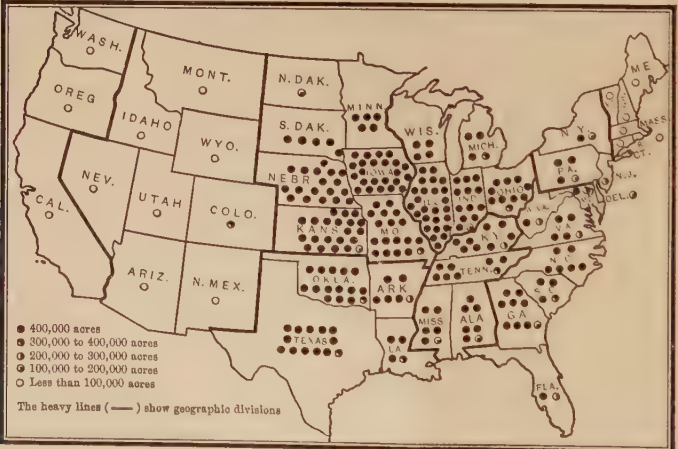 WASH.
OREG
CAL.
NEV.
IDAHO
MONT.
WYO.
UTAH
COLO.
ARIZ.
N. MEX.
N. DAK.
S. DAK.
NEBR
KANS
OKLA.
TEXAS
MINN
IOWA
MO
ARK
LA
WIS.
ILL
MICH.
IND
OHIO
KY
TENN.
MISS
ALA
GA
FLA.
S.C.
N.C.
VA
W.VA.
PA.
N.Y.
N.J.
DEL.
ME
MASS.
CT.
400,000 acres
300,000 to 400,000 acres
200,000 to 300,000 acres
100,000 to 200,000 acres
Less than 100,000 acres
The heavy lines (—) show geographic divisions